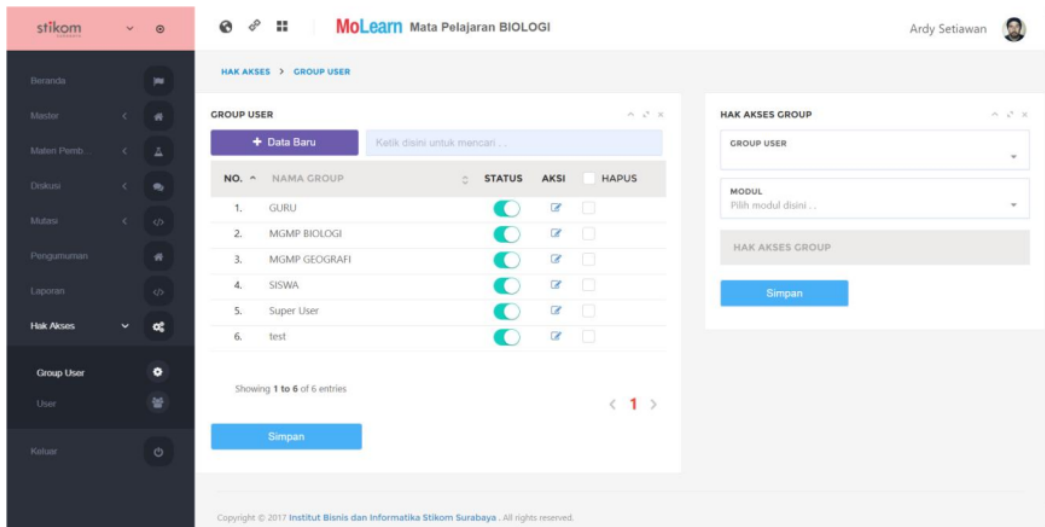 stikom
SURABAYA
MoLearn Mata Pelajaran BIOLOGI
Ardy Setiawan
Beranda
Master
Materi Pemb...
Diskusi
Mutasi
Pengumuman
Laporan
Hak Akses
Group User
User
Keluar
HAK AKSES > GROUP USER
GROUP USER
+ Data Baru
Ketik disini untuk mencari ...
NO. NAMA GROUP STATUS AKSI HAPUS
1. GURU
2. MGMP BIOLOGI
3. MGMP GEOGRAFI
4. SISWA
5. Super User
6. test
Showing 1 to 6 of 6 entries
< 1 >
Simpan
HAK AKSES GROUP
GROUP USER
MODUL
Pilih modul disini ...
HAK AKSES GROUP
Simpan
Copyright © 2017 Institut Bisnis dan Informatika Stikom Surabaya . All rights reserved.